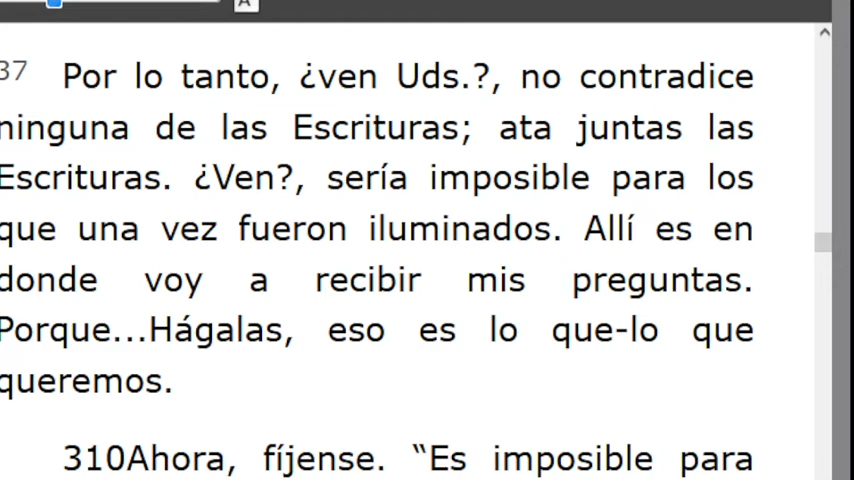 A
37 Por lo tanto, ¿ven Uds.?, no contradice
ninguna de las Escrituras; ata juntas las
Escrituras. ¿Ven?, sería imposible para los
que una vez fueron iluminados. Allí es en
donde voy a recibir mis preguntas.
Porque...Hágalas, eso es lo que-lo que
queremos.
310Ahora, fíjense. “Es imposible para